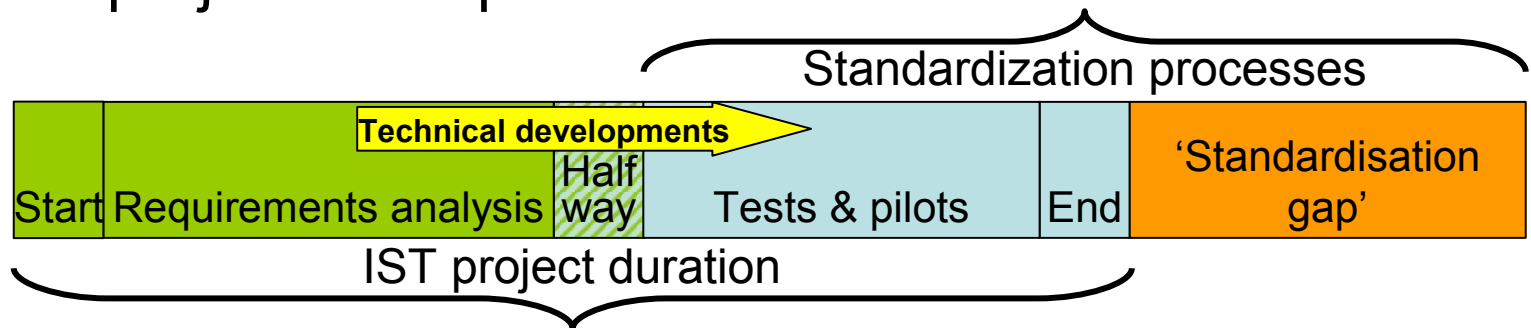 Standardization processes
Technical developments
Start
Requirements analysis
Half
way
Tests & pilots
End
‘Standardisation
gap’
IST project duration